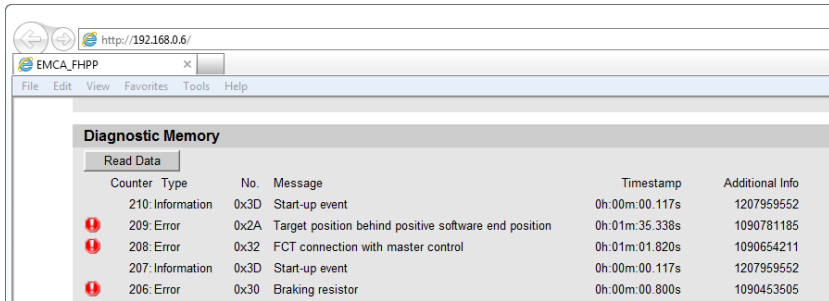 http://192.168.0.6/
EMCA_FHPP ×
File Edit View Favorites Tools Help
Diagnostic Memory
Read Data
Counter Type No. Message Timestamp Additional Info
210: Information 0x3D Start-up event 0h:00m:00.117s 1207959552
209: Error 0x2A Target position behind positive software end position 0h:01m:35.338s 1090781185
208: Error 0x32 FCT connection with master control 0h:01m:01.820s 1090654211
207: Information 0x3D Start-up event 0h:00m:00.117s 1207959552
206: Error 0x30 Braking resistor 0h:00m:00.800s 1090453505